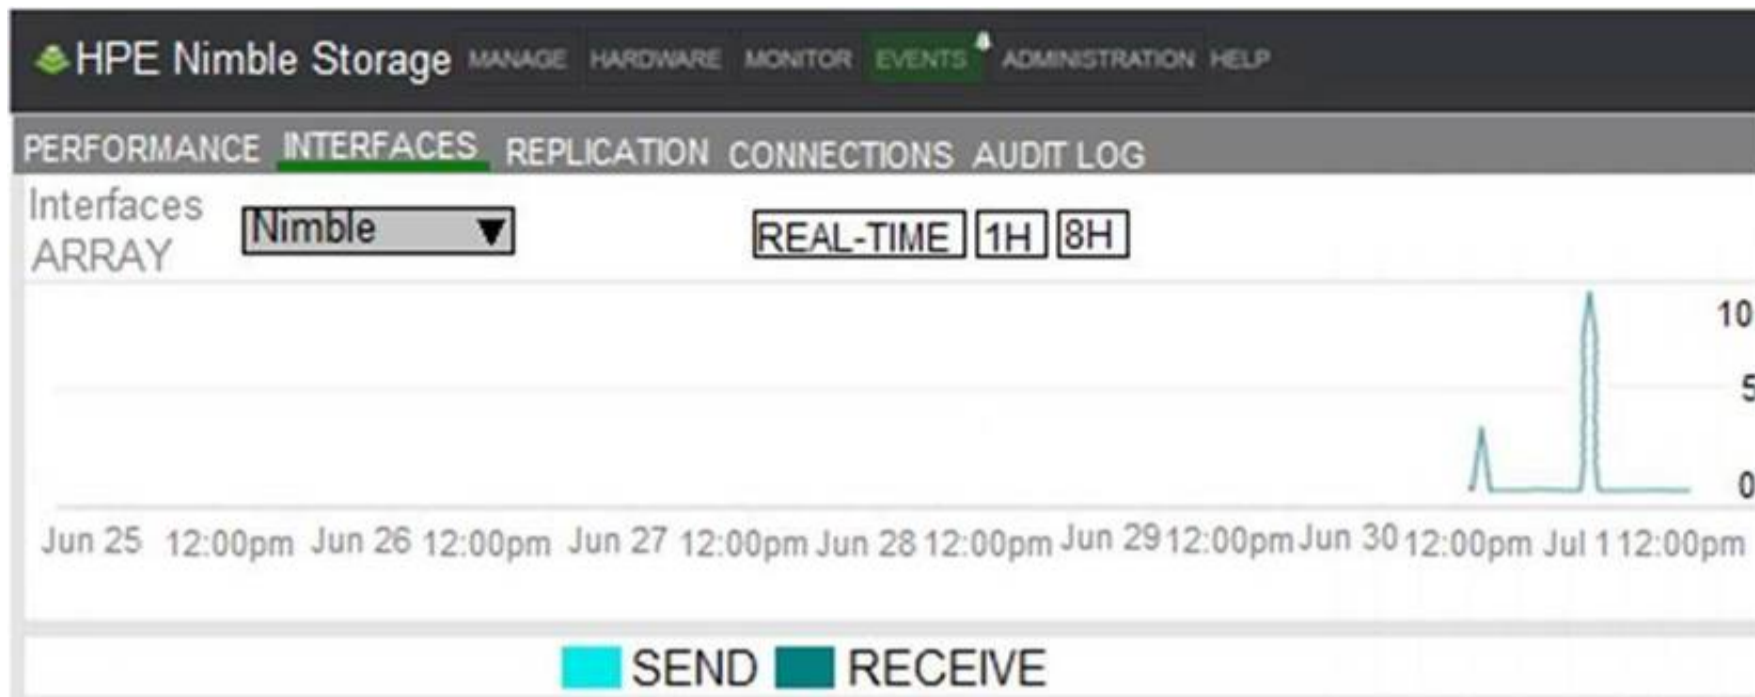 HPE Nimble Storage MANAGE HARDWARE MONITOR EVENTS ADMINISTRATION HELP
PERFORMANCE INTERFACES REPLICATION CONNECTIONS AUDIT LOG
Interfaces
ARRAY Nimble REAL-TIME 1H 8H
10
5
0
Jun 25 12:00pm Jun 26 12:00pm Jun 27 12:00pm Jun 28 12:00pm Jun 29 12:00pm Jun 30 12:00pm Jul 1 12:00pm
SEND RECEIVE